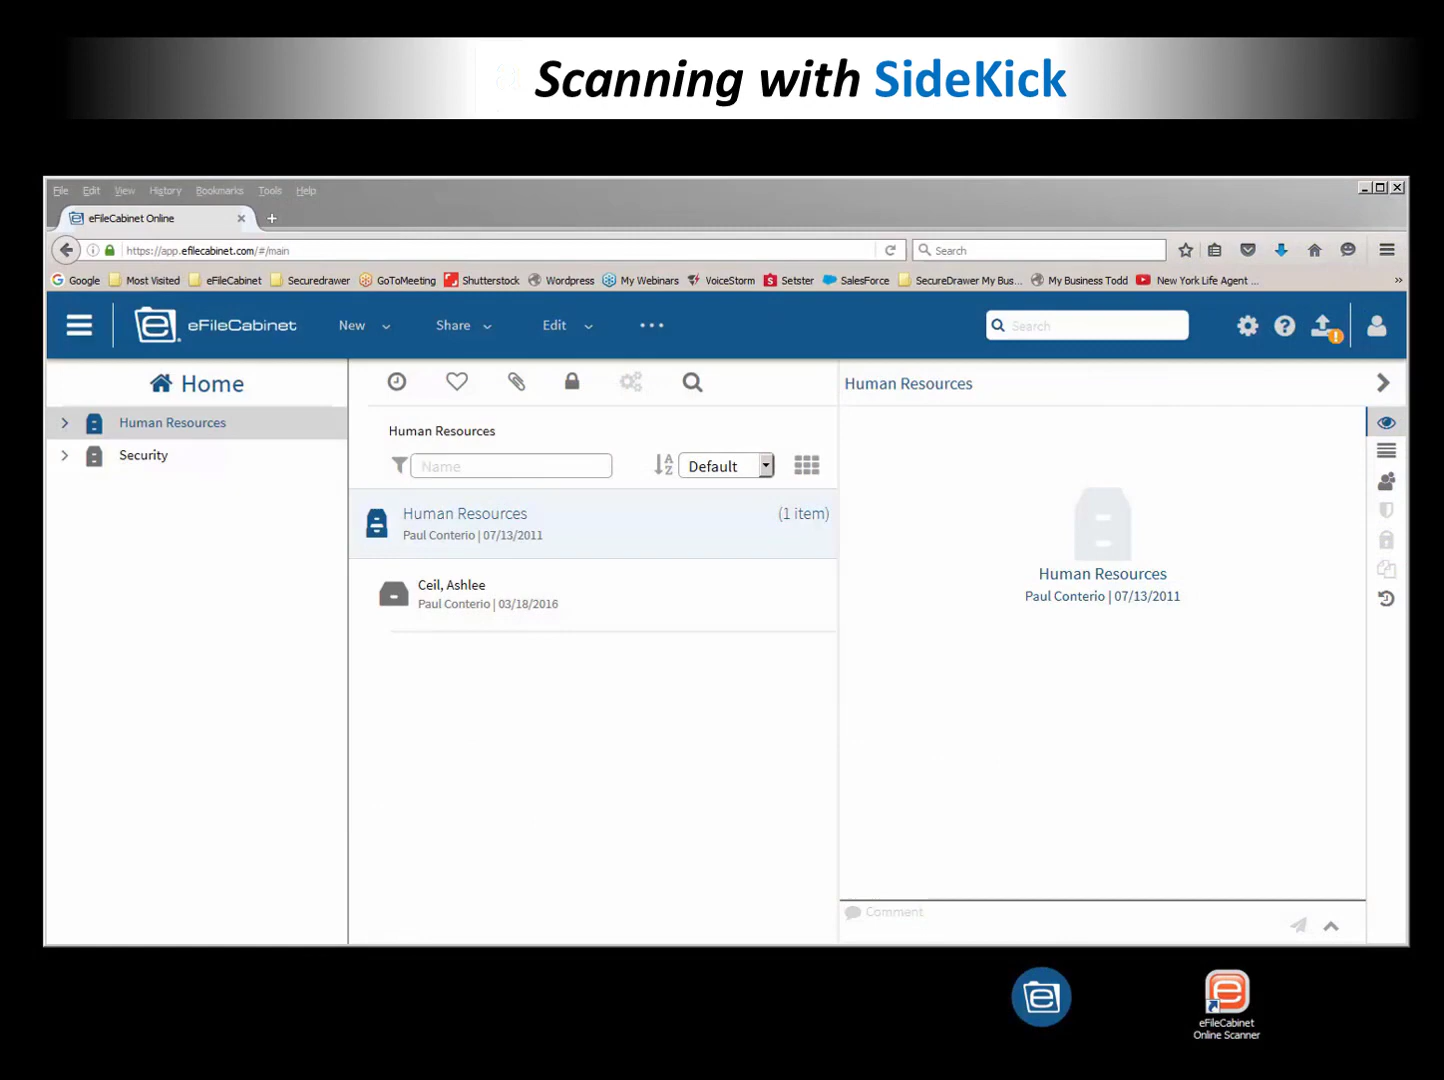 Scanning with SideKick
File Edit View History Bookmarks Tools Help
eFileCabinet Online
https://app.efilecabinet.com/#/main
Search
Google Most Visited eFileCabinet Securedrawer GoToMeeting Shutterstock Wordpress My Webinars VoiceStorm Setster SalesForce SecureDrawer My Bus... My Business Todd New York Life Agent ...
eFileCabinet New Share Edit Search
Home
Human Resources
Security
Human Resources
Name
Default
Human Resources (1 item)
Paul Conterio | 07/13/2011
Ceil, Ashlee
Paul Conterio | 03/18/2016
Human Resources
Human Resources
Paul Conterio | 07/13/2011
Comment
eFileCabinet
Online Scanner